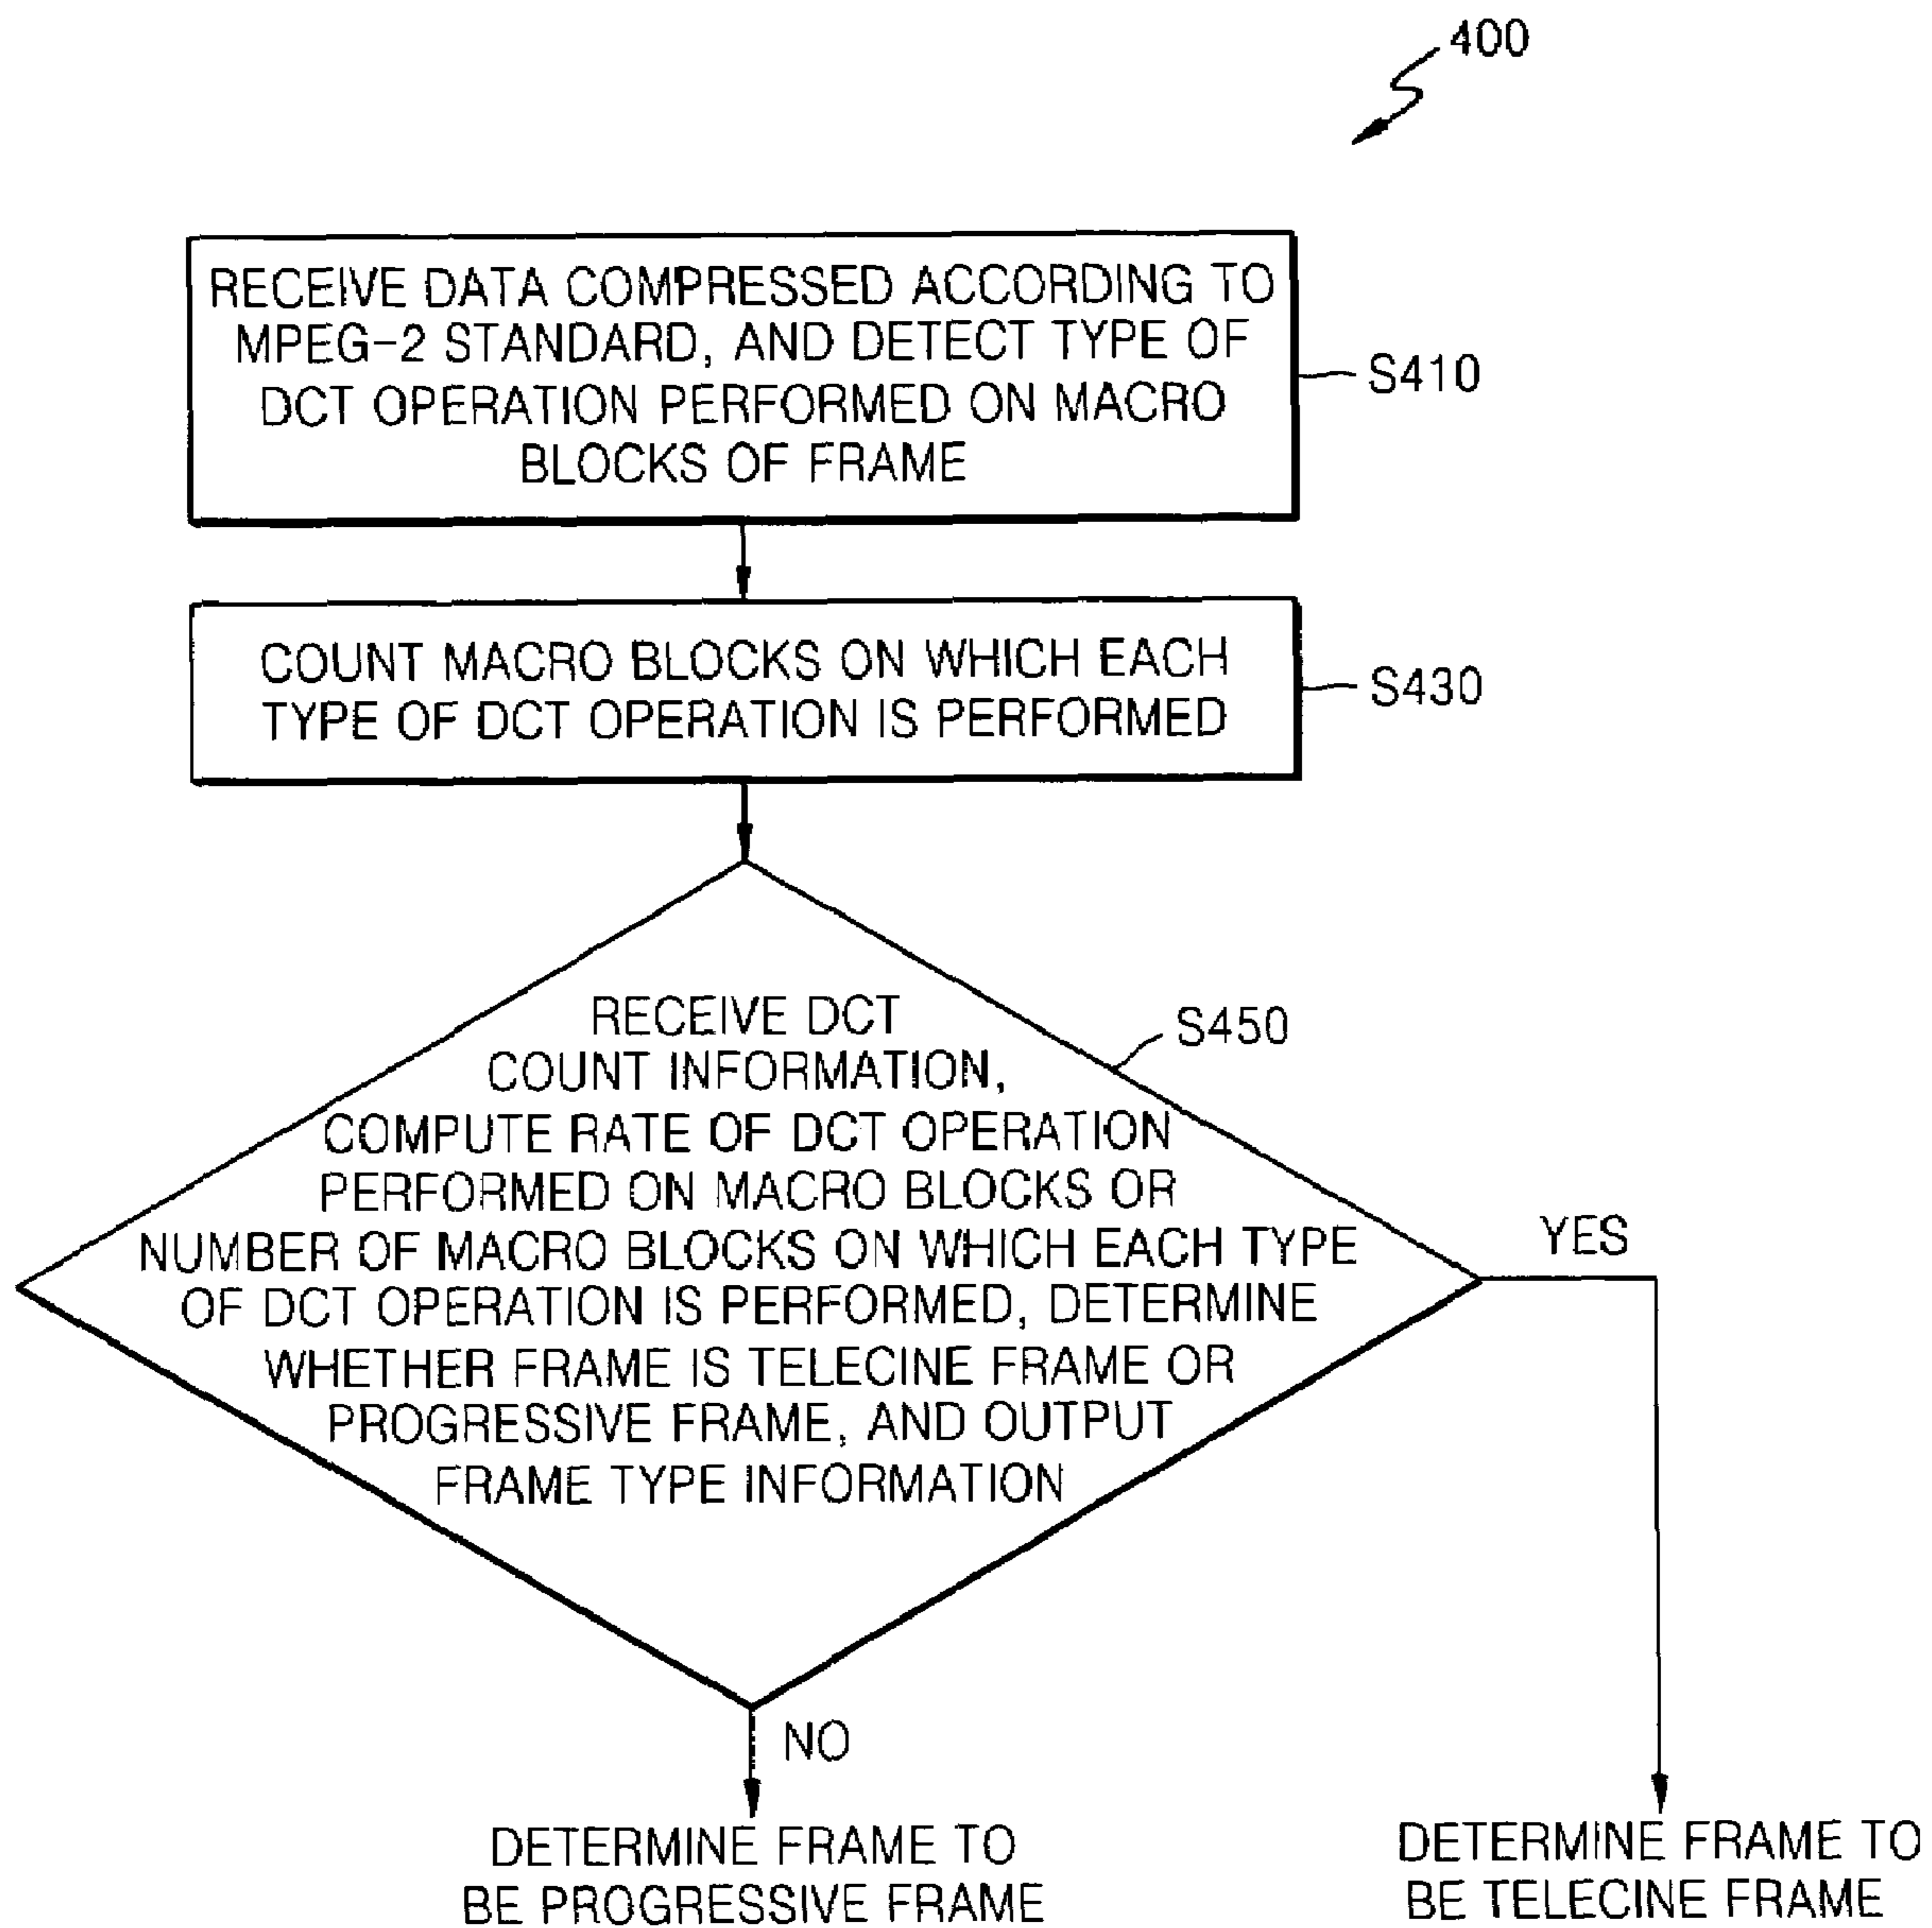 400
RECEIVE DATA COMPRESSED ACCORDING TO
MPEG-2 STANDARD, AND DETECT TYPE OF
DCT OPERATION PERFORMED ON MACRO
BLOCKS OF FRAME
S410
COUNT MACRO BLOCKS ON WHICH EACH
TYPE OF DCT OPERATION IS PERFORMED
S430
RECEIVE DCT
COUNT INFORMATION,
COMPUTE RATE OF DCT OPERATION
PERFORMED ON MACRO BLOCKS OR
NUMBER OF MACRO BLOCKS ON WHICH EACH TYPE
OF DCT OPERATION IS PERFORMED, DETERMINE
WHETHER FRAME IS TELECINE FRAME OR
PROGRESSIVE FRAME, AND OUTPUT
FRAME TYPE INFORMATION
S450
YES
NO
DETERMINE FRAME TO
BE PROGRESSIVE FRAME
DETERMINE FRAME TO
BE TELECINE FRAME